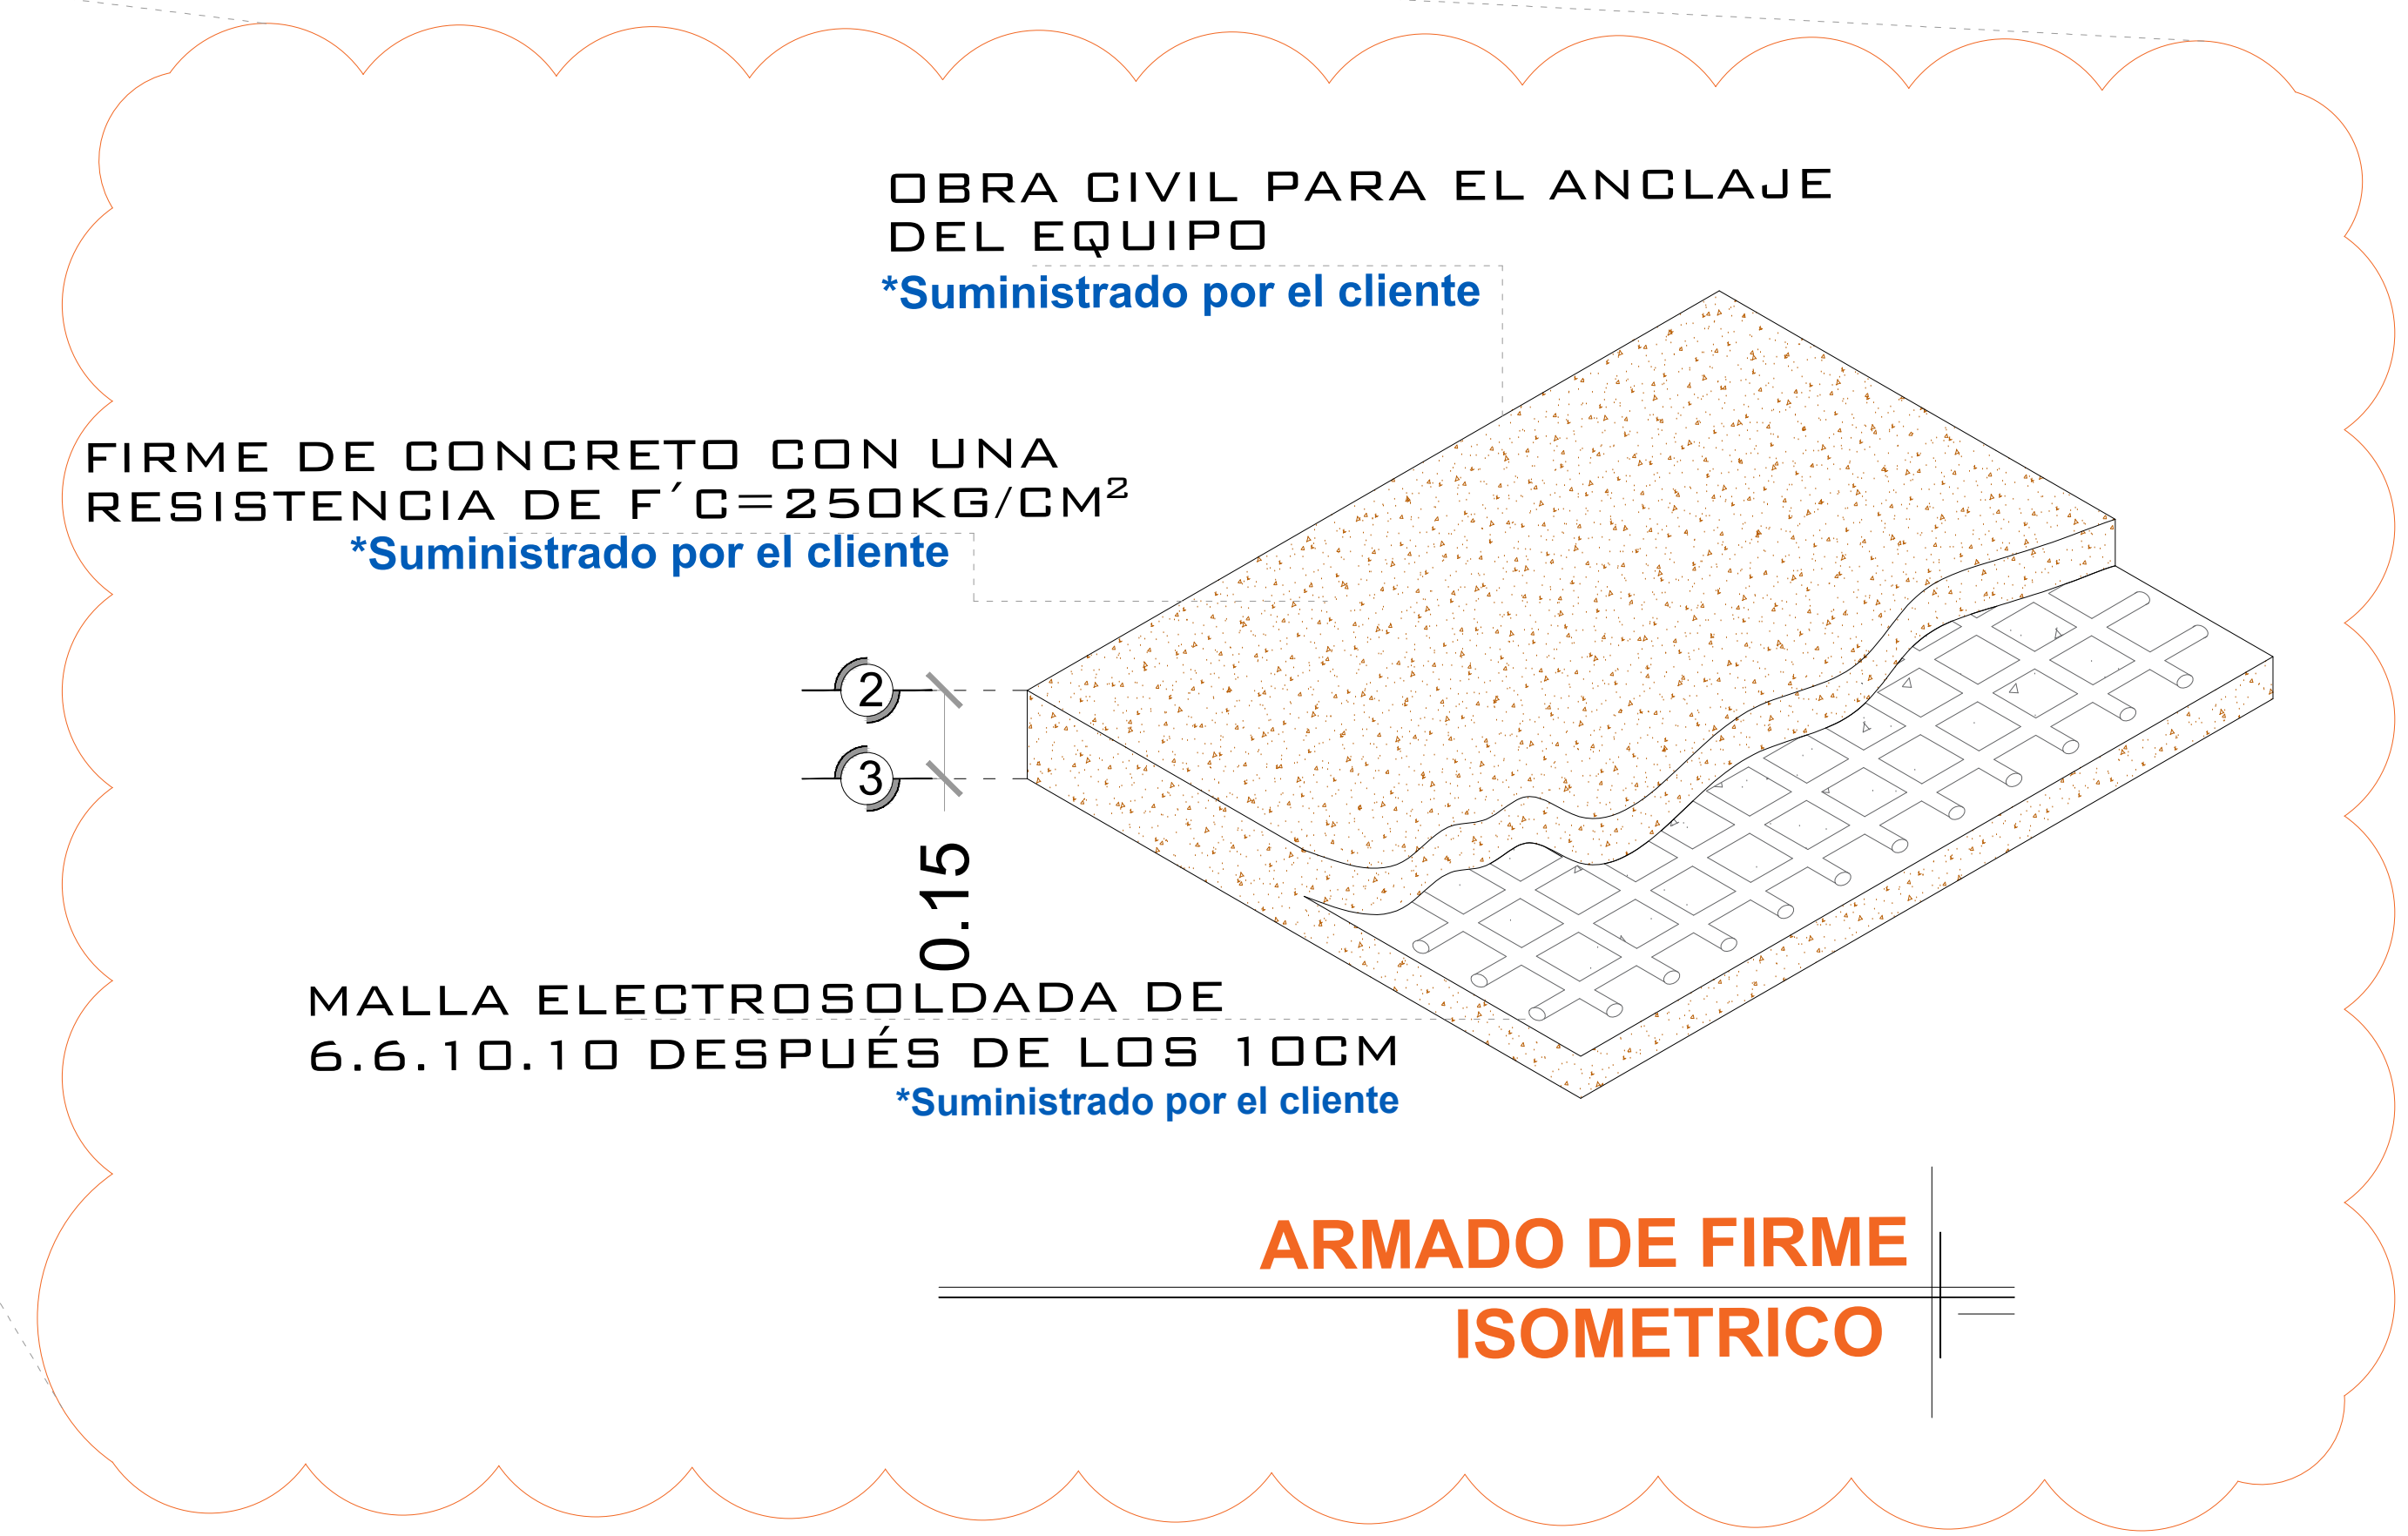 OBRA CIVIL PARA EL ANCLAJE
DEL EQUIPO
*Suministrado por el cliente
FIRME DE CONCRETO CON UNA
RESISTENCIA DE F´C=250KG/CM²
*Suministrado por el cliente
2
3
0.15
MALLA ELECTROSOLDADA DE
6.6.10.10 DESPUÉS DE LOS 10CM
*Suministrado por el cliente
ARMADO DE FIRME
ISOMETRICO